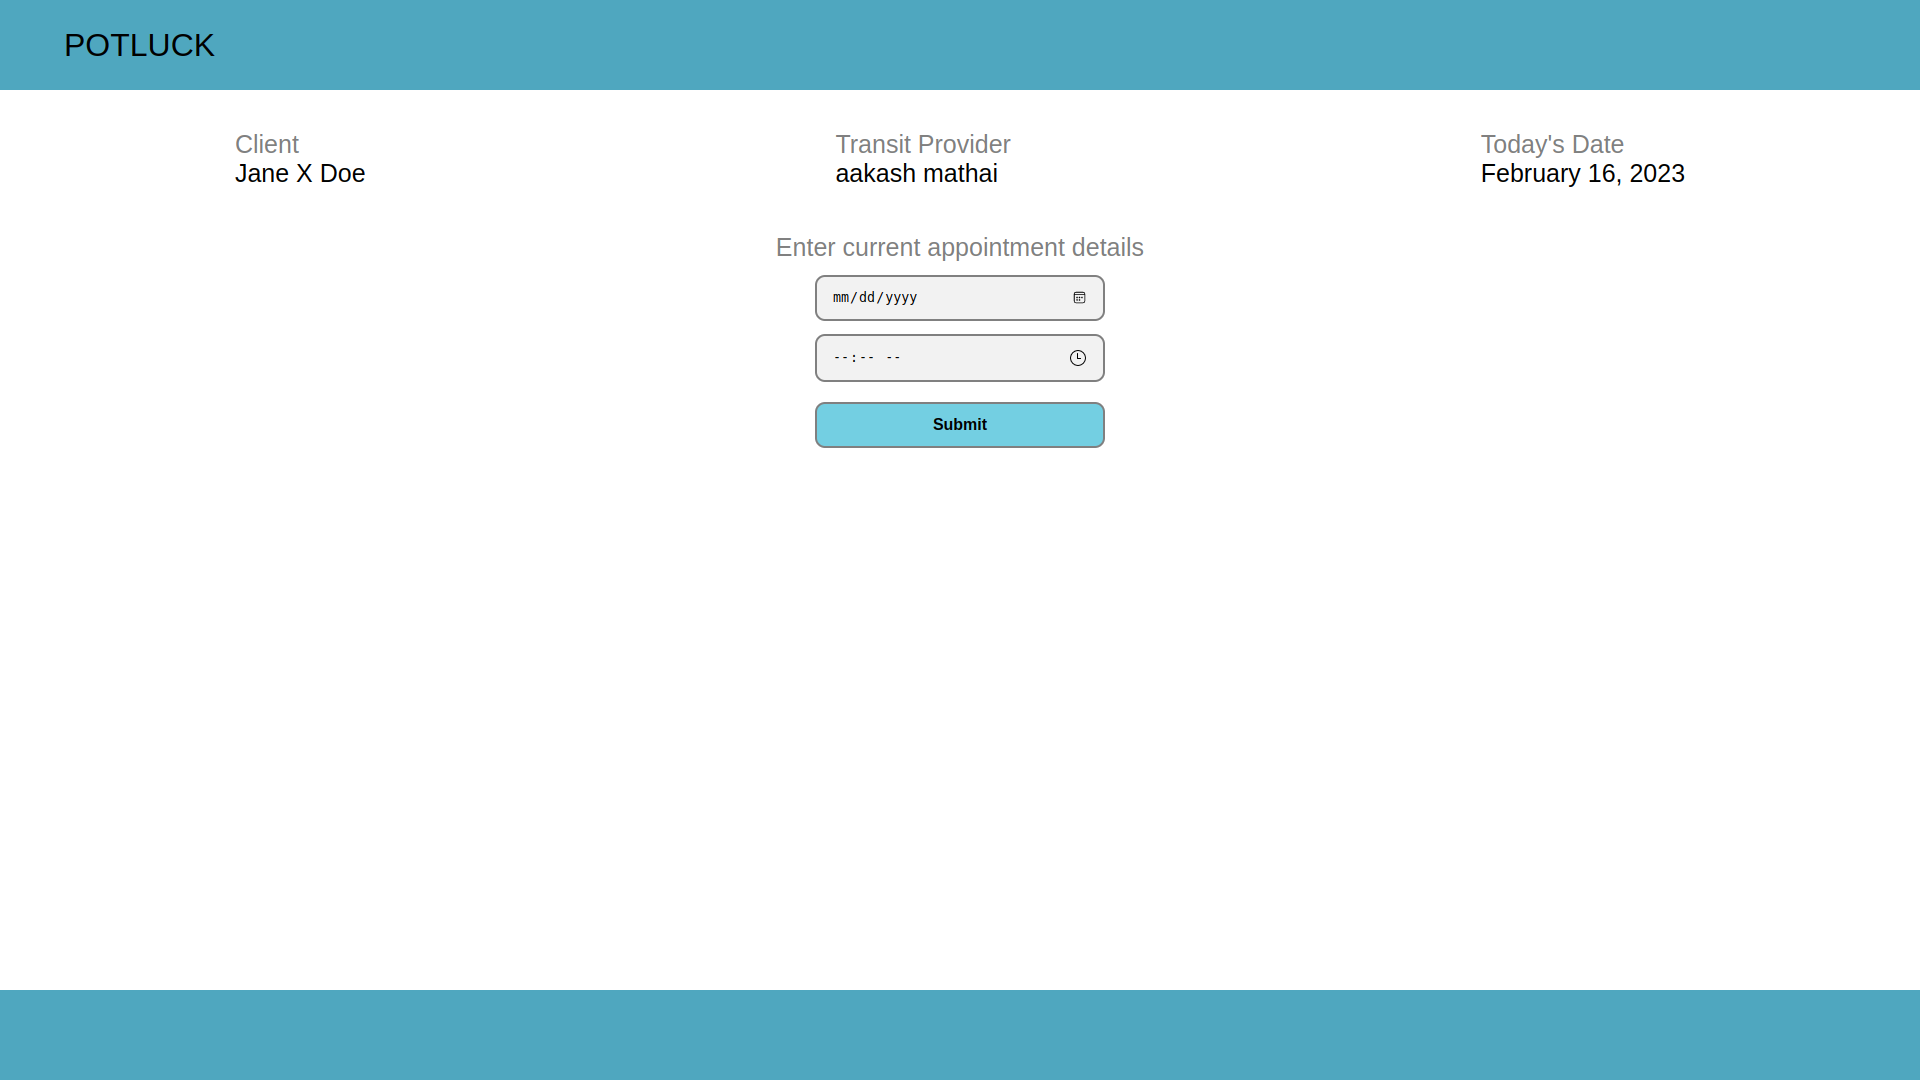 POTLUCK
Client
Jane X Doe
Transit Provider
aakash mathai
Today's Date
February 16, 2023
Enter current appointment details
mm/dd/yyyy
--:-- --
Submit